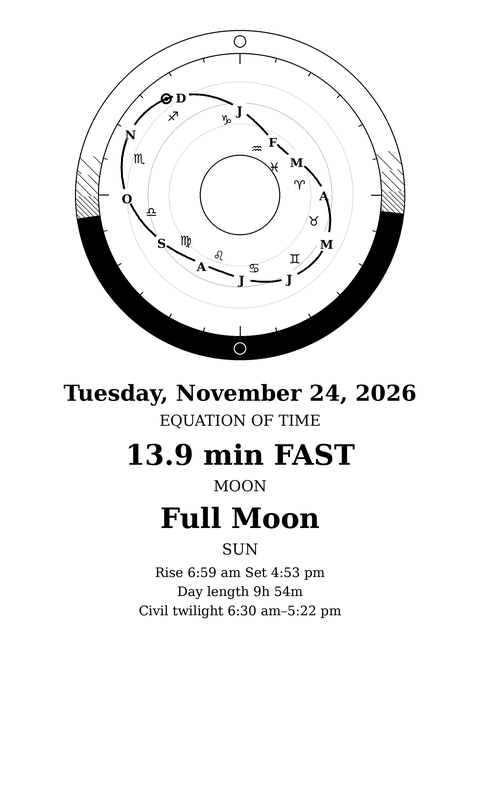 D
J
N
F
M
A
O
S
M
A
J
J
♐
♑
♒
♓
♏
♈
♎
♉
♍
♌
♋
♊
Tuesday, November 24, 2026
EQUATION OF TIME
13.9 min FAST
MOON
Full Moon
SUN
Rise 6:59 am Set 4:53 pm
Day length 9h 54m
Civil twilight 6:30 am–5:22 pm